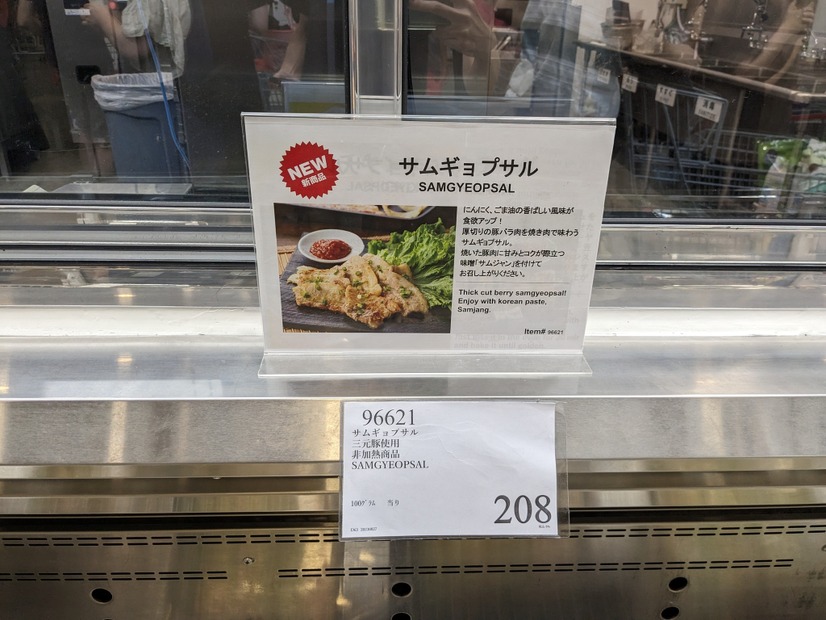 NEW
新商品
サムギョプサル
SAMGYEOPSAL
にんにく、ごま油の香ばしい風味が
食欲アップ！
厚切りの豚バラ肉を焼き肉で味わう
サムギョプサル。
焼いた豚肉に甘みとコクが際立つ
味噌「サムジャン」を付けて
お召し上がりください。
Thick cut berry samgyeopsal!
Enjoy with korean paste,
Samjang.
Item# 96621
96621
サムギョプサル
三元豚使用
非加熱商品
SAMGYEOPSAL
100ｸﾞﾗﾑ 当り
208